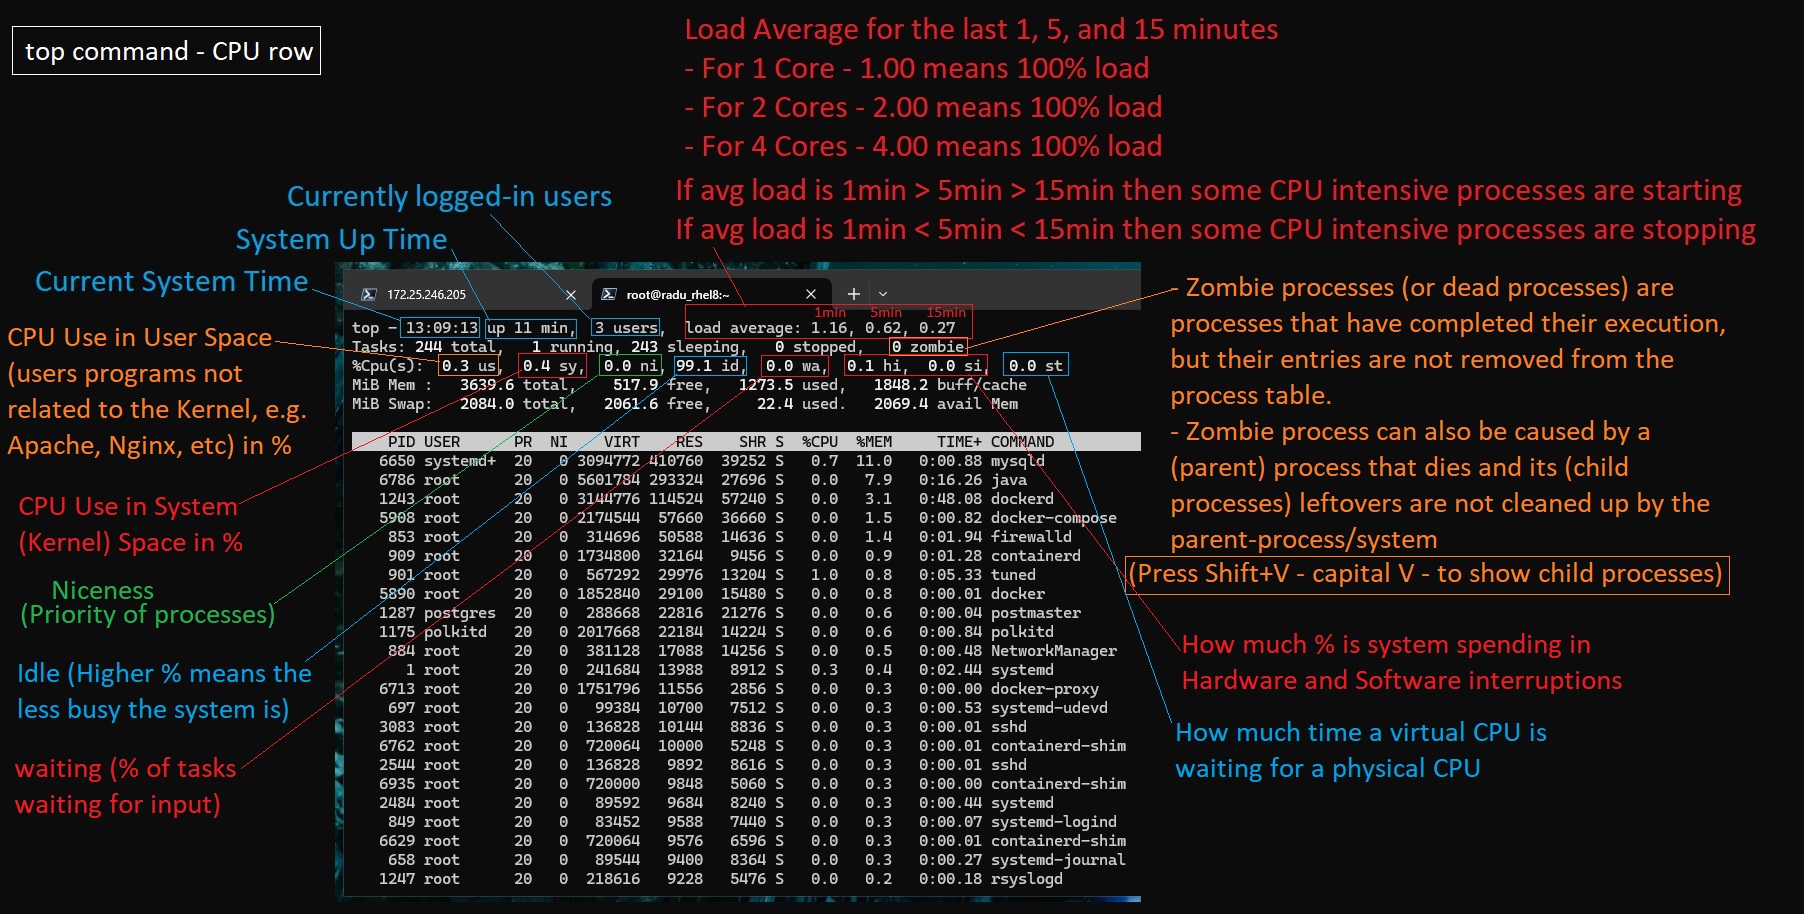 top command - CPU row
Load Average for the last 1, 5, and 15 minutes
- For 1 Core - 1.00 means 100% load
- For 2 Cores - 2.00 means 100% load
- For 4 Cores - 4.00 means 100% load
If avg load is 1min > 5min > 15min then some CPU intensive processes are starting
If avg load is 1min < 5min < 15min then some CPU intensive processes are stopping
Currently logged-in users
System Up Time
Current System Time
CPU Use in User Space
(users programs not
related to the Kernel, e.g.
Apache, Nginx, etc) in %
CPU Use in System
(Kernel) Space in %
Niceness
(Priority of processes)
Idle (Higher % means the
less busy the system is)
waiting (% of tasks
waiting for input)
172.25.246.205
root@radu_rhel8:~
1min 5min 15min
top - 13:09:13 up 11 min, 3 users, load average: 1.16, 0.62, 0.27
Tasks: 244 total, 1 running, 243 sleeping, 0 stopped, 0 zombie
%Cpu(s): 0.3 us, 0.4 sy, 0.0 ni, 99.1 id, 0.0 wa, 0.1 hi, 0.0 si, 0.0 st
MiB Mem : 3639.6 total, 517.9 free, 1273.5 used, 1848.2 buff/cache
MiB Swap: 2084.0 total, 2061.6 free, 22.4 used. 2069.4 avail Mem
PID USER PR NI VIRT RES SHR S %CPU %MEM TIME+ COMMAND
6650 systemd+ 20 0 3094772 410760 39252 S 0.7 11.0 0:00.88 mysqld
6786 root 20 0 5601784 293324 27696 S 0.0 7.9 0:16.26 java
1243 root 20 0 3144776 114524 57240 S 0.0 3.1 0:48.08 dockerd
5908 root 20 0 2174544 57660 36660 S 0.0 1.5 0:00.82 docker-compose
853 root 20 0 314696 50588 14636 S 0.0 1.4 0:01.94 firewalld
909 root 20 0 1734800 32164 9456 S 0.0 0.9 0:01.28 containerd
901 root 20 0 567292 29976 13204 S 1.0 0.8 0:05.33 tuned
5890 root 20 0 1852840 29100 15480 S 0.0 0.8 0:00.01 docker
1287 postgres 20 0 288668 22816 21276 S 0.0 0.6 0:00.04 postmaster
1175 polkitd 20 0 2017668 22184 14224 S 0.0 0.6 0:00.84 polkitd
884 root 20 0 381128 17088 14256 S 0.0 0.5 0:00.48 NetworkManager
1 root 20 0 241684 13988 8912 S 0.3 0.4 0:02.44 systemd
6713 root 20 0 1751796 11556 2856 S 0.0 0.3 0:00.00 docker-proxy
697 root 20 0 99384 10700 7512 S 0.0 0.3 0:00.53 systemd-udevd
3083 root 20 0 136828 10144 8836 S 0.0 0.3 0:00.01 sshd
6762 root 20 0 720064 10000 5248 S 0.0 0.3 0:00.01 containerd-shim
2544 root 20 0 136828 9892 8616 S 0.0 0.3 0:00.01 sshd
6935 root 20 0 720000 9848 5060 S 0.0 0.3 0:00.00 containerd-shim
2484 root 20 0 89592 9684 8240 S 0.0 0.3 0:00.44 systemd
849 root 20 0 83452 9588 7440 S 0.0 0.3 0:00.07 systemd-logind
6629 root 20 0 720064 9576 6596 S 0.0 0.3 0:00.01 containerd-shim
658 root 20 0 89544 9400 8364 S 0.0 0.3 0:00.27 systemd-journal
1247 root 20 0 218616 9228 5476 S 0.0 0.2 0:00.18 rsyslogd
- Zombie processes (or dead processes) are
processes that have completed their execution,
but their entries are not removed from the
process table.
- Zombie process can also be caused by a
(parent) process that dies and its (child
processes) leftovers are not cleaned up by the
parent-process/system
(Press Shift+V - capital V - to show child processes)
How much % is system spending in
Hardware and Software interruptions
How much time a virtual CPU is
waiting for a physical CPU